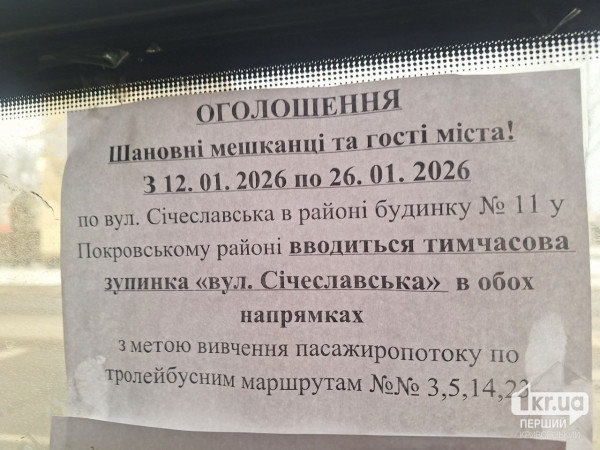 ОГОЛОШЕННЯ
Шановні мешканці та гості міста!
З 12. 01. 2026 по 26. 01. 2026
по вул. Січеславська в районі будинку № 11 у
Покровському районі вводиться тимчасова
зупинка «вул. Січеславська» в обох
напрямках
з метою вивчення пасажиропотоку по
тролейбусним маршрутам №№ 3,5,14,23
1kr.ua
ПЕРШИЙ
КРИВОРІЗЬКИЙ